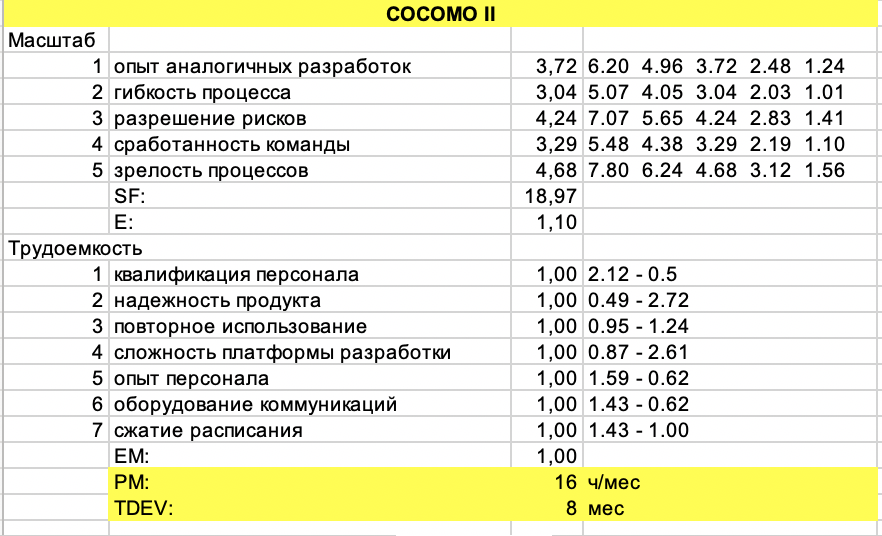 COCOMO II
Масштаб
1 опыт аналогичных разработок 3,72 6.20 4.96 3.72 2.48 1.24
2 гибкость процесса 3,04 5.07 4.05 3.04 2.03 1.01
3 разрешение рисков 4,24 7.07 5.65 4.24 2.83 1.41
4 сработанность команды 3,29 5.48 4.38 3.29 2.19 1.10
5 зрелость процессов 4,68 7.80 6.24 4.68 3.12 1.56
SF: 18,97
E: 1,10
Трудоемкость
1 квалификация персонала 1,00 2.12 - 0.5
2 надежность продукта 1,00 0.49 - 2.72
3 повторное использование 1,00 0.95 - 1.24
4 сложность платформы разработки 1,00 0.87 - 2.61
5 опыт персонала 1,00 1.59 - 0.62
6 оборудование коммуникаций 1,00 1.43 - 0.62
7 сжатие расписания 1,00 1.43 - 1.00
EM: 1,00
PM: 16 ч/мес
TDEV: 8 мес